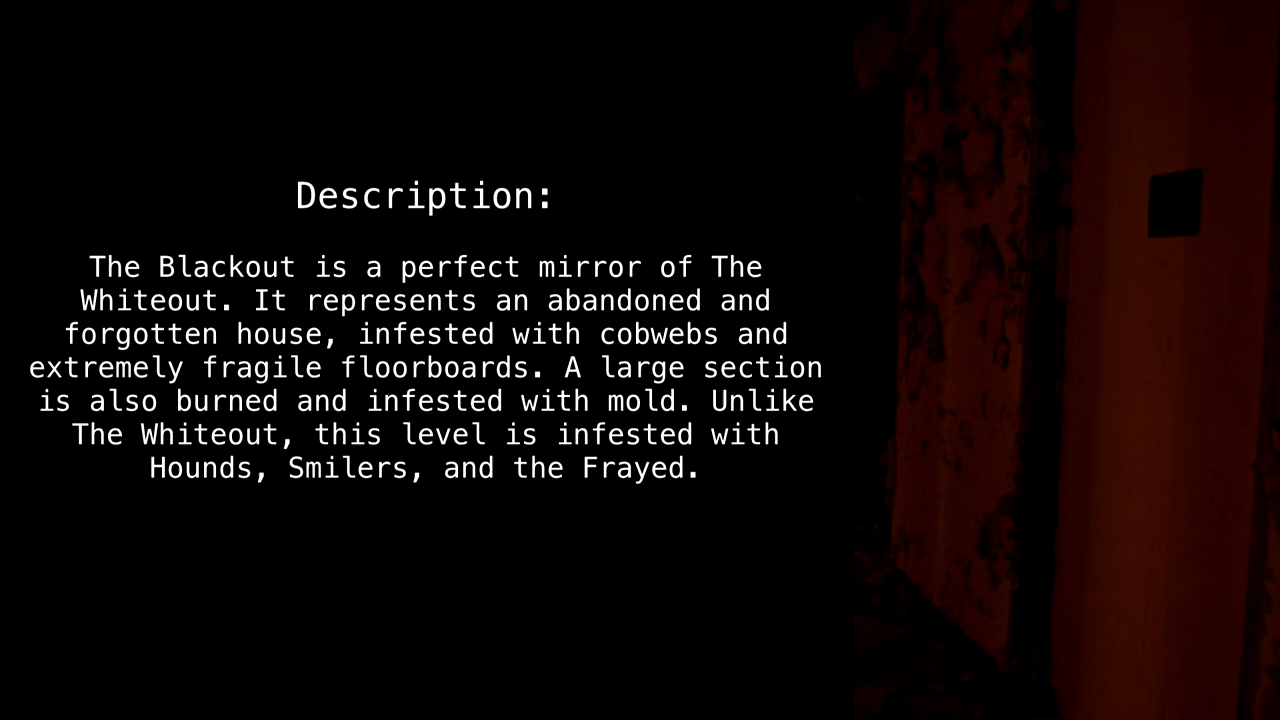 Description:
The Blackout is a perfect mirror of The
Whiteout. It represents an abandoned and
forgotten house, infested with cobwebs and
extremely fragile floorboards. A large section
is also burned and infested with mold. Unlike
The Whiteout, this level is infested with
Hounds, Smilers, and the Frayed.